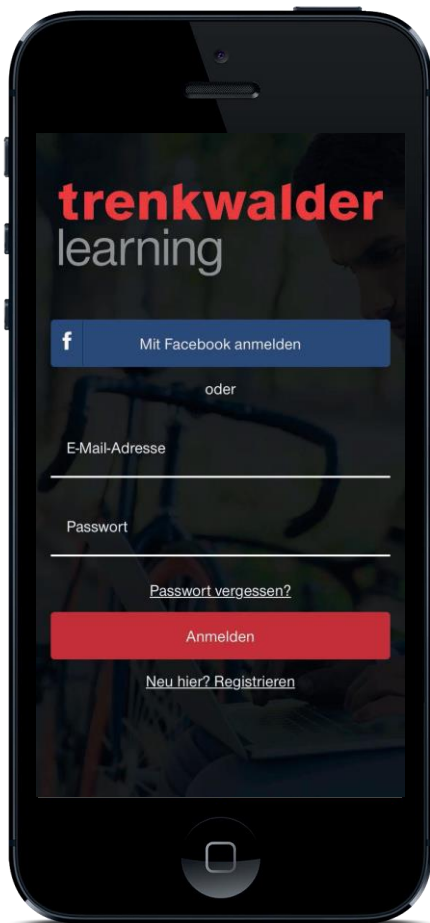 trenkwalder
learning
f Mit Facebook anmelden
oder
E-Mail-Adresse
Passwort
Passwort vergessen?
Anmelden
Neu hier? Registrieren